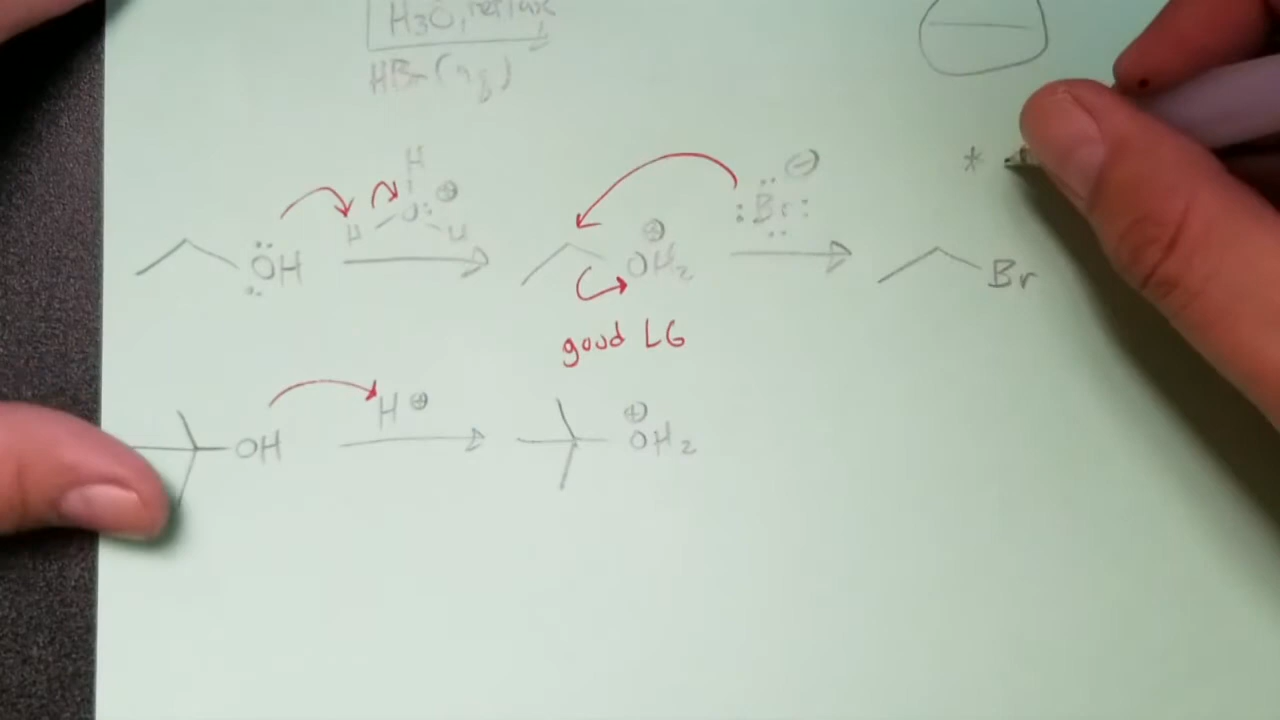 H₃O, reflux
HBr (aq)
H
H O: ⊕ H
:Br: ⊖
*
OH
⊕
OH₂
Br
good LG
H ⊕
⊕
OH
OH₂